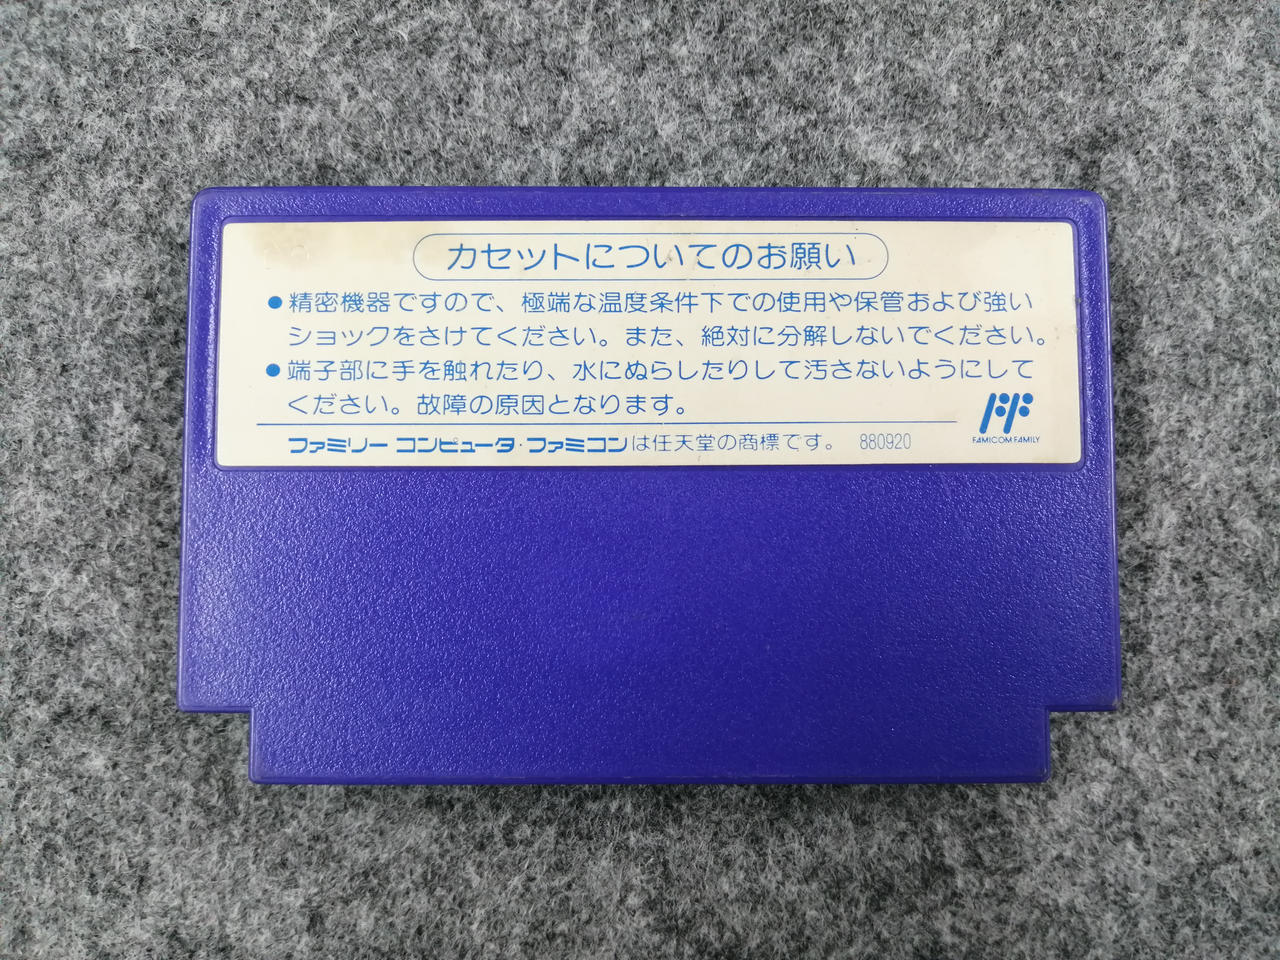 カセットについてのお願い
●精密機器ですので、極端な温度条件下での使用や保管および強い
ショックをさけてください。また、絶対に分解しないでください。
●端子部に手を触れたり、水にぬらしたりして汚さないようにして
ください。故障の原因となります。
FF
FAMICOM FAMILY
ファミリーコンピュータ・ファミコンは任天堂の商標です。 880920